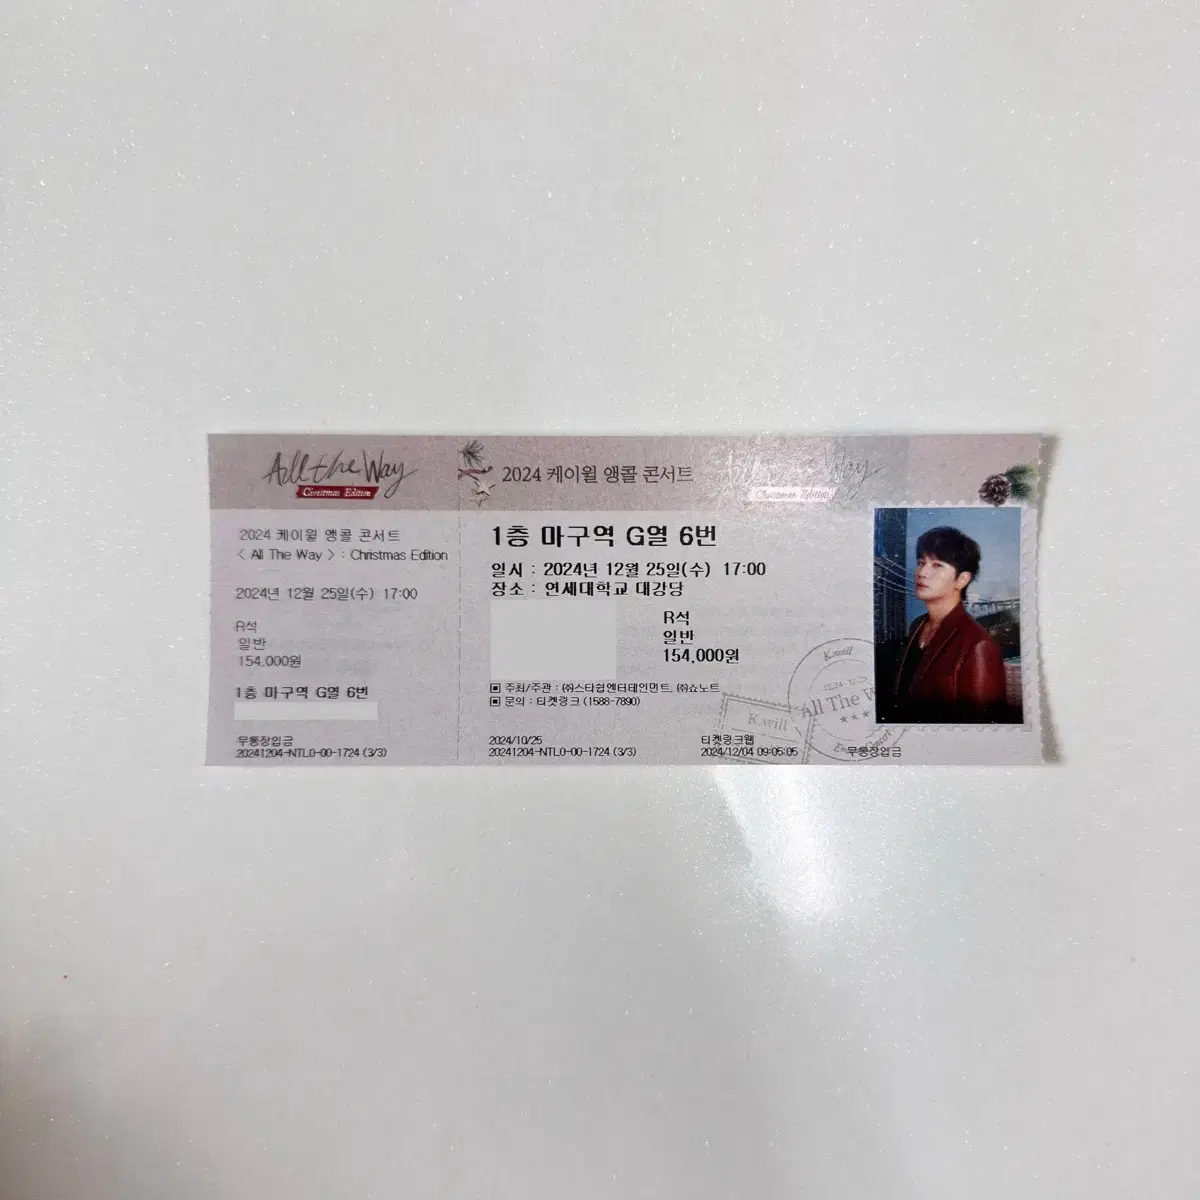 All the Way
Christmas Edition
2024 케이윌 앵콜 콘서트
< All The Way > : Christmas Edition
2024년 12월 25일(수) 17:00
R석
일반
154,000원
1층 마구역 G열 6번
무통장입금
20241204-NTL0-00-1724 (3/3)
2024 케이윌 앵콜 콘서트
Way
Christmas Edition
1층 마구역 G열 6번
일시 : 2024년 12월 25일(수) 17:00
장소 : 연세대학교 대강당
R석
일반
154,000원
주최/주관 : ㈜스타쉽엔터테인먼트, ㈜쇼노트
문의 : 티켓링크 (1588-7890)
2024/10/25
20241204-NTL0-00-1724 (3/3)
티켓링크웹
2024/12/04 09:05:05
무통장입금
K.will
K.will
All The W